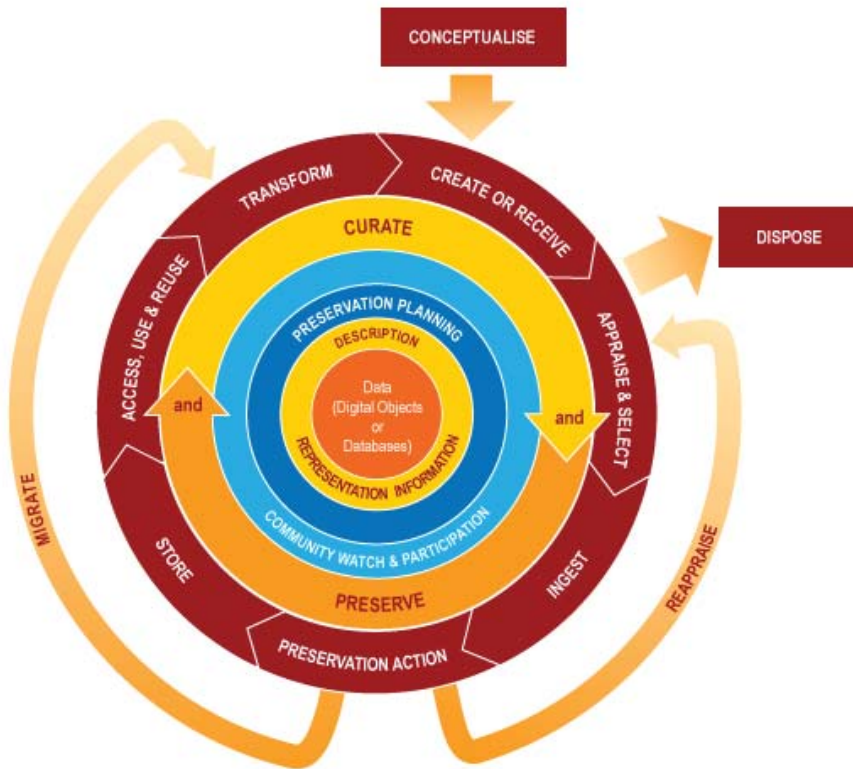 CONCEPTUALISE
TRANSFORM
CREATE OR RECEIVE
DISPOSE
CURATE
ACCESS, USE & REUSE
APPRAISE & SELECT
PRESERVATION PLANNING
DESCRIPTION
Data
(Digital Objects
or
Databases)
and
and
REPRESENTATION INFORMATION
COMMUNITY WATCH & PARTICIPATION
MIGRATE
STORE
INGEST
REAPPRAISE
PRESERVE
PRESERVATION ACTION